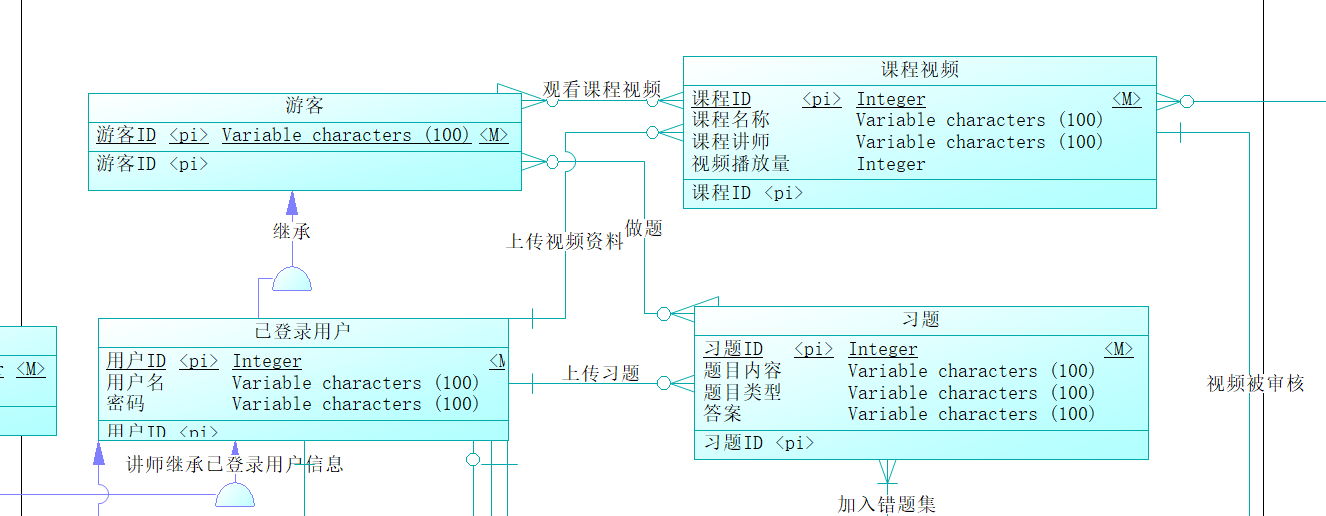 观看课程视频
课程视频
课程ID <pi> Integer <M>
课程名称 Variable characters (100)
课程讲师 Variable characters (100)
视频播放量 Integer
课程ID <pi>
游客
游客ID <pi> Variable characters (100) <M>
游客ID <pi>
继承
上传视频资料
做题
已登录用户
用户ID <pi> Integer
用户名 Variable characters (100)
密码 Variable characters (100)
用户ID <pi>
上传习题
习题
习题ID <pi> Integer <M>
题目内容 Variable characters (100)
题目类型 Variable characters (100)
答案 Variable characters (100)
习题ID <pi>
<M>
视频被审核
讲师继承已登录用户信息
加入错题集